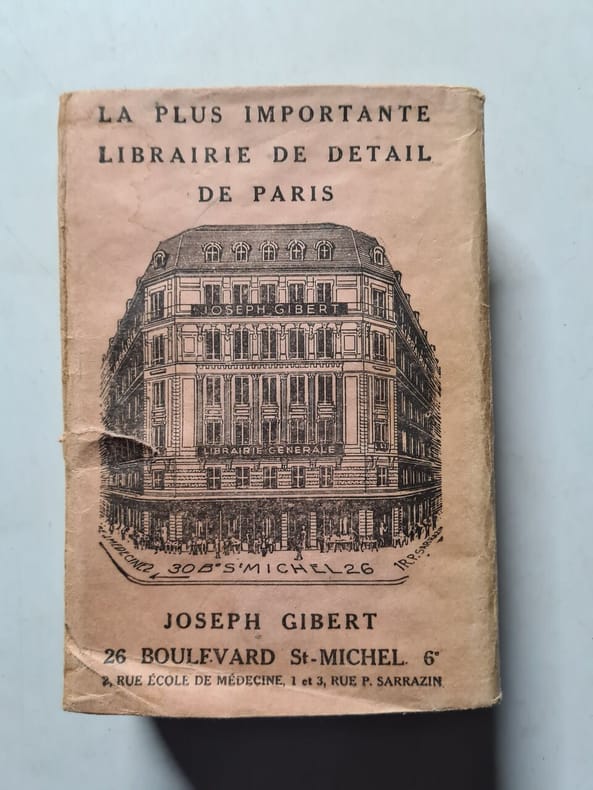 LA PLUS IMPORTANTE
LIBRAIRIE DE DETAIL
DE PARIS
JOSEPH GIBERT
LIBRAIRIE GENERALE
30 Bᵈ Sᵗ MICHEL 26
JOSEPH GIBERT
26 BOULEVARD St-MICHEL. 6ᵉ
2, RUE ÉCOLE DE MÉDECINE, 1 et 3, RUE P. SARRAZIN